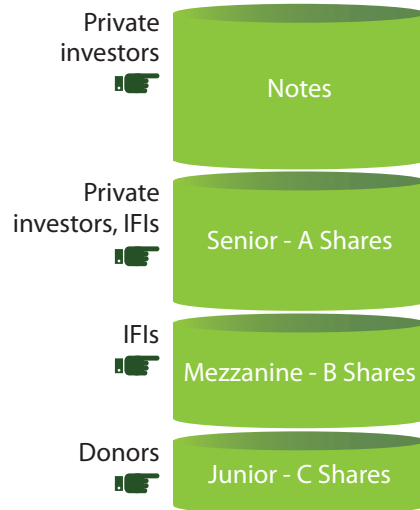 Private
investors
Notes
Private
investors, IFIs
Senior - A Shares
IFIs
Mezzanine - B Shares
Donors
Junior - C Shares